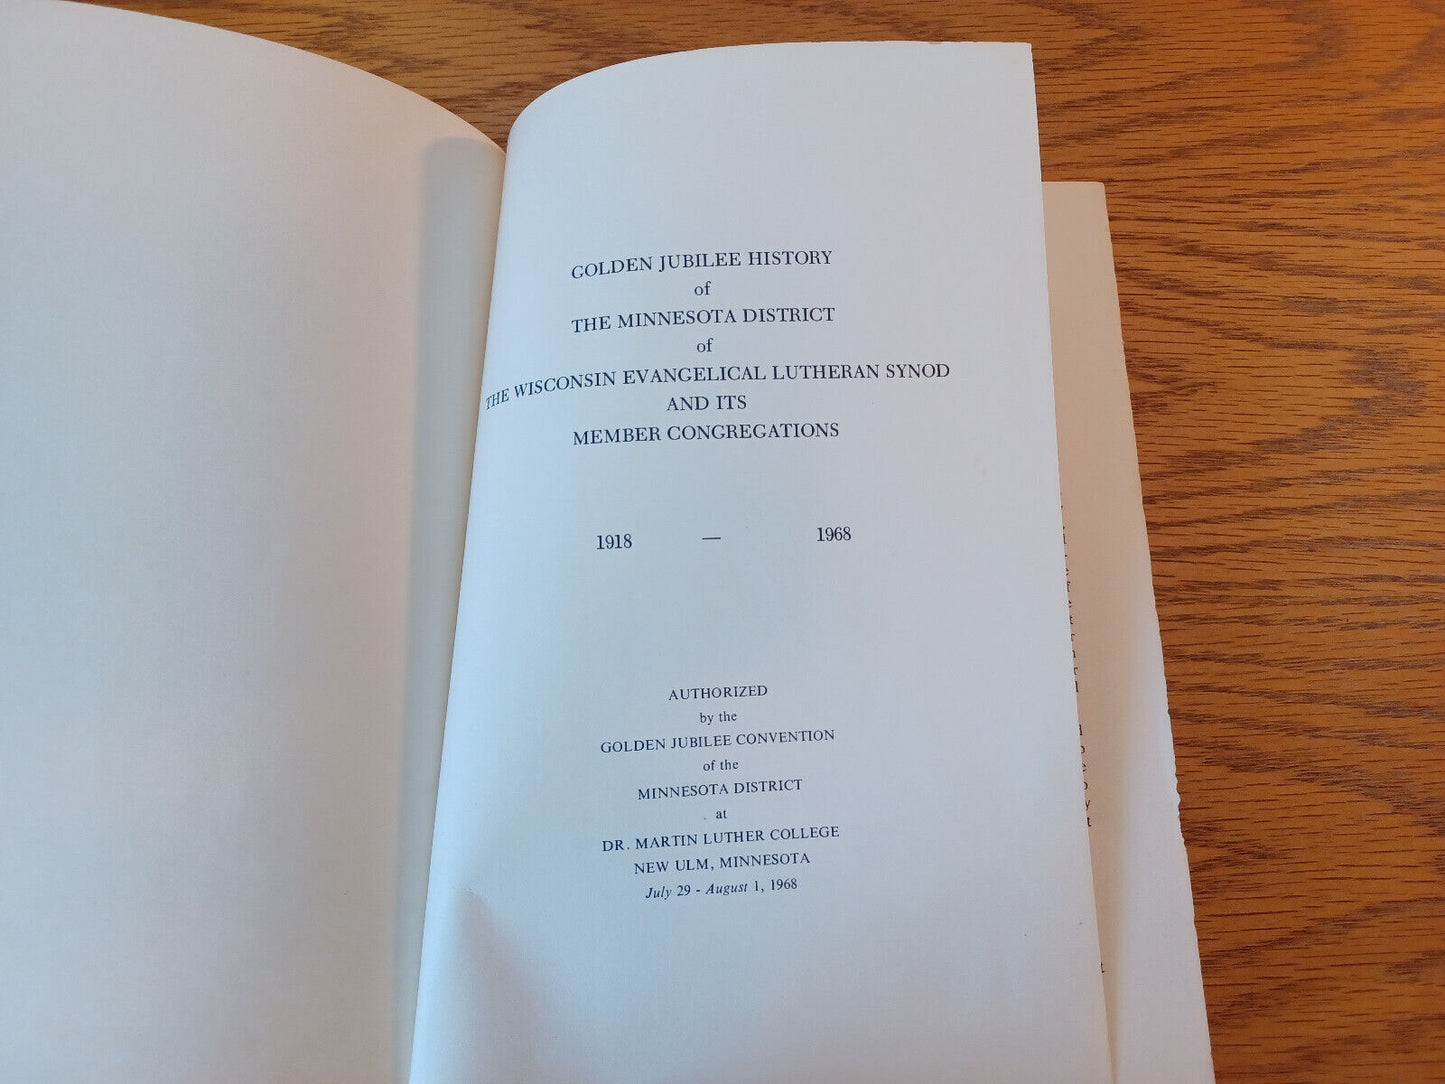 GOLDEN JUBILEE HISTORY
of
THE MINNESOTA DISTRICT
of
THE WISCONSIN EVANGELICAL LUTHERAN SYNOD
AND ITS
MEMBER CONGREGATIONS
1918 — 1968
AUTHORIZED
by the
GOLDEN JUBILEE CONVENTION
of the
MINNESOTA DISTRICT
at
DR. MARTIN LUTHER COLLEGE
NEW ULM, MINNESOTA
July 29 - August 1, 1968